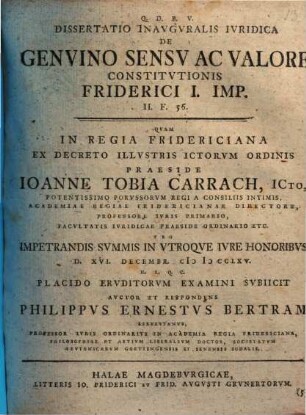 Q. D. B. V.
DISSERTATIO INAVGVRALIS IVRIDICA
DE
GENVINO SENSV AC VALORE
CONSTITVTIONIS
FRIDERICI I. IMP.
II. F. 56.
QVAM
IN REGIA FRIDERICIANA
EX DECRETO ILLVSTRIS ICTORVM ORDINIS
PRAESIDE
IOANNE TOBIA CARRACH, ICTO,
POTENTISSIMO PORVSSORVM REGI A CONSILIIS INTIMIS,
ACADEMIAE REGIAE FRIDERICIANAE DIRECTORE,
PROFESSORE IVRIS PRIMARIO,
FACVLTATIS IVRIDICAE PRAESIDE ORDINARIO ETC.
PRO
IMPETRANDIS SVMMIS IN VTROQVE IVRE HONORIBVS
D. XVI. DECEMBR. cIↃ IↃ CCLXV.
H. L. Q. C.
PLACIDO ERVDITORVM EXAMINI SVBIICIT
AVCTOR ET RESPONDENS
PHILIPPVS ERNESTVS BERTRAM
SERVESTENSIS,
PROFESSOR IVRIS ORDINARIVS IN ACADEMIA REGIA FRIDERICIANA,
PHILOSOPHIAE ET ARTIVM LIBERALIVM DOCTOR, SOCIETATVM
GERMANICARVM GOETTINGENSIS ET IENENSIS SODALIS.
HALAE MAGDEBVRGICAE,
LITTERIS IO. FRIDERICI ET FRID. AVGVSTI GRVNERTORVM.